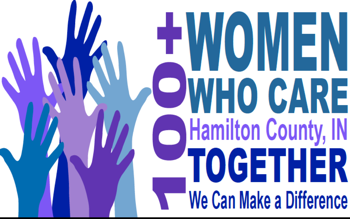 100+
WOMEN
WHO CARE
Hamilton County, IN
TOGETHER
We Can Make a Difference